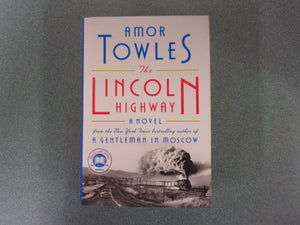 AMOR
TOWLES
The
LINCOLN
HIGHWAY
A NOVEL
from the New York Times bestselling author of
A GENTLEMAN IN MOSCOW